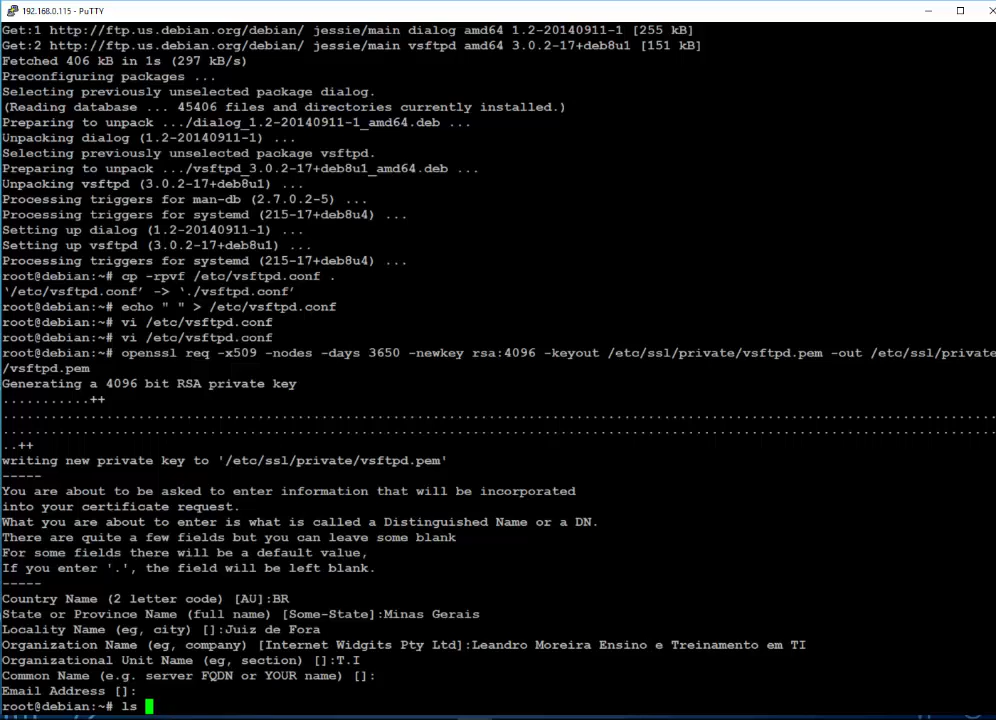 192.168.0.115 - PuTTY
Get:1 http://ftp.us.debian.org/debian/ jessie/main dialog amd64 1.2-20140911-1 [255 kB]
Get:2 http://ftp.us.debian.org/debian/ jessie/main vsftpd amd64 3.0.2-17+deb8u1 [151 kB]
Fetched 406 kB in 1s (297 kB/s)
Preconfiguring packages ...
Selecting previously unselected package dialog.
(Reading database ... 45406 files and directories currently installed.)
Preparing to unpack .../dialog_1.2-20140911-1_amd64.deb ...
Unpacking dialog (1.2-20140911-1) ...
Selecting previously unselected package vsftpd.
Preparing to unpack .../vsftpd_3.0.2-17+deb8u1_amd64.deb ...
Unpacking vsftpd (3.0.2-17+deb8u1) ...
Processing triggers for man-db (2.7.0.2-5) ...
Processing triggers for systemd (215-17+deb8u4) ...
Setting up dialog (1.2-20140911-1) ...
Setting up vsftpd (3.0.2-17+deb8u1) ...
Processing triggers for systemd (215-17+deb8u4) ...
root@debian:~# cp -rpvf /etc/vsftpd.conf .
‘/etc/vsftpd.conf’ -> ‘./vsftpd.conf’
root@debian:~# echo " " > /etc/vsftpd.conf
root@debian:~# vi /etc/vsftpd.conf
root@debian:~# vi /etc/vsftpd.conf
root@debian:~# openssl req -x509 -nodes -days 3650 -newkey rsa:4096 -keyout /etc/ssl/private/vsftpd.pem -out /etc/ssl/private
/vsftpd.pem
Generating a 4096 bit RSA private key
...........++
.............................................................................................................................
.............................................................................................................................
..++
writing new private key to '/etc/ssl/private/vsftpd.pem'
-----
You are about to be asked to enter information that will be incorporated
into your certificate request.
What you are about to enter is what is called a Distinguished Name or a DN.
There are quite a few fields but you can leave some blank
For some fields there will be a default value,
If you enter '.', the field will be left blank.
-----
Country Name (2 letter code) [AU]:BR
State or Province Name (full name) [Some-State]:Minas Gerais
Locality Name (eg, city) []:Juiz de Fora
Organization Name (eg, company) [Internet Widgits Pty Ltd]:Leandro Moreira Ensino e Treinamento em TI
Organizational Unit Name (eg, section) []:T.I
Common Name (e.g. server FQDN or YOUR name) []:
Email Address []:
root@debian:~# ls